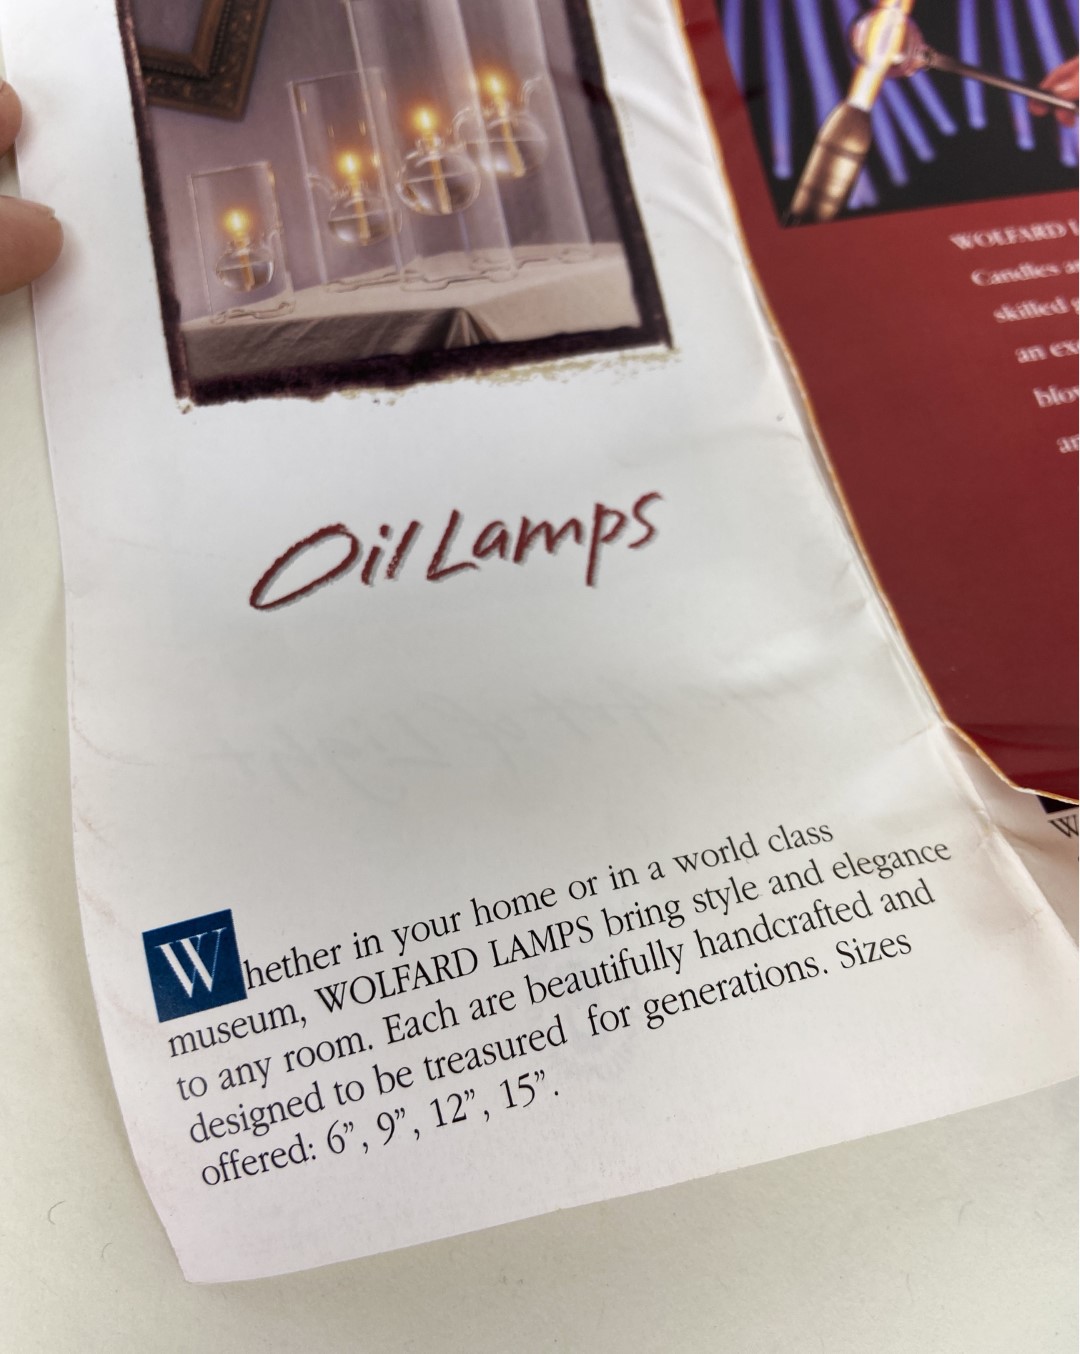 WOLFARD
Candles
skilled
an
Oil Lamps
Whether in your home or in a world class
museum, WOLFARD LAMPS bring style and elegance
to any room. Each are beautifully handcrafted and
designed to be treasured for generations. Sizes
offered: 6”, 9”, 12”, 15”.
W